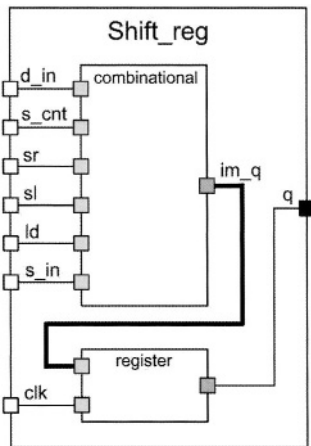 Shift_reg
combinational
d_in
s_cnt
sr
sl
ld
s_in
im_q
q
register
clk